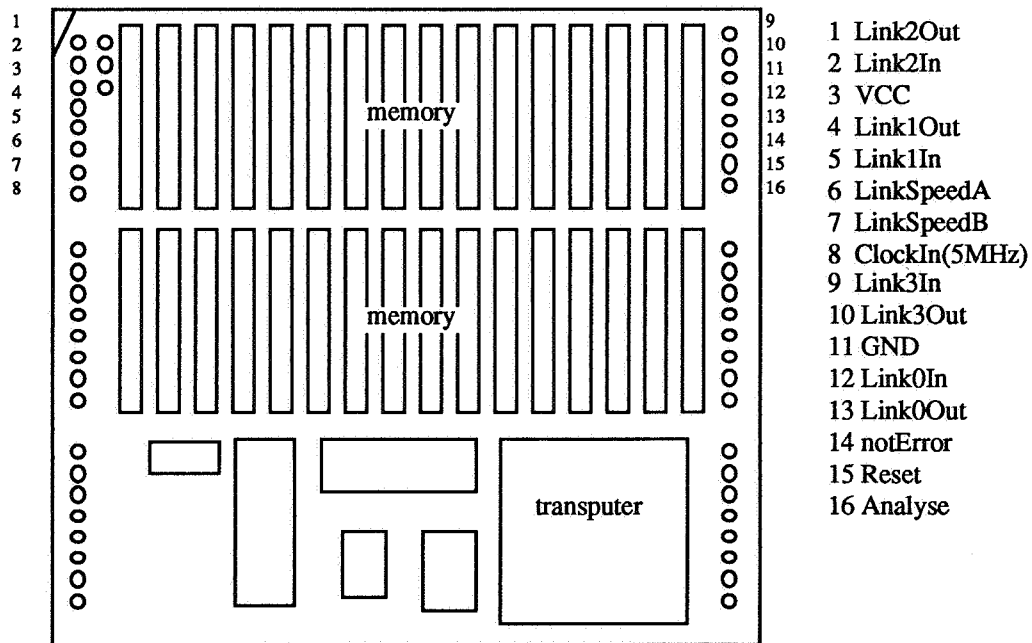 1
2
3
4
5
6
7
8
memory
memory
transputer
9
10
11
12
13
14
15
16
1 Link2Out
2 Link2In
3 VCC
4 Link1Out
5 Link1In
6 LinkSpeedA
7 LinkSpeedB
8 ClockIn(5MHz)
9 Link3In
10 Link3Out
11 GND
12 Link0In
13 Link0Out
14 notError
15 Reset
16 Analyse